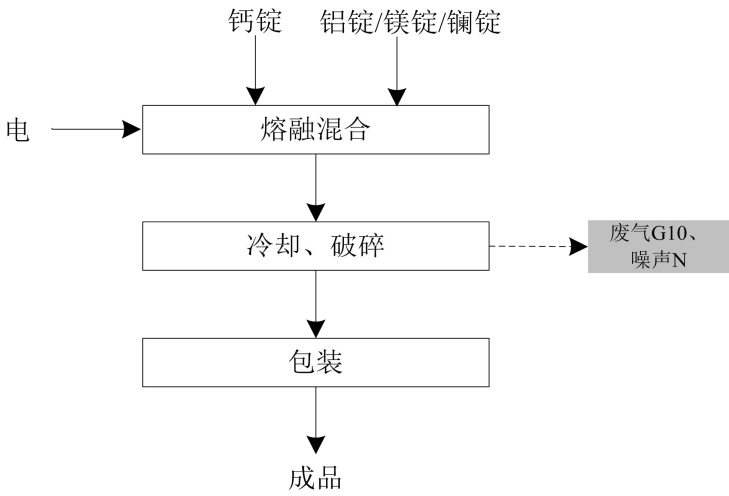 钙锭
铝锭/镁锭/镧锭
电
熔融混合
冷却、破碎
废气G10、
噪声N
包装
成品